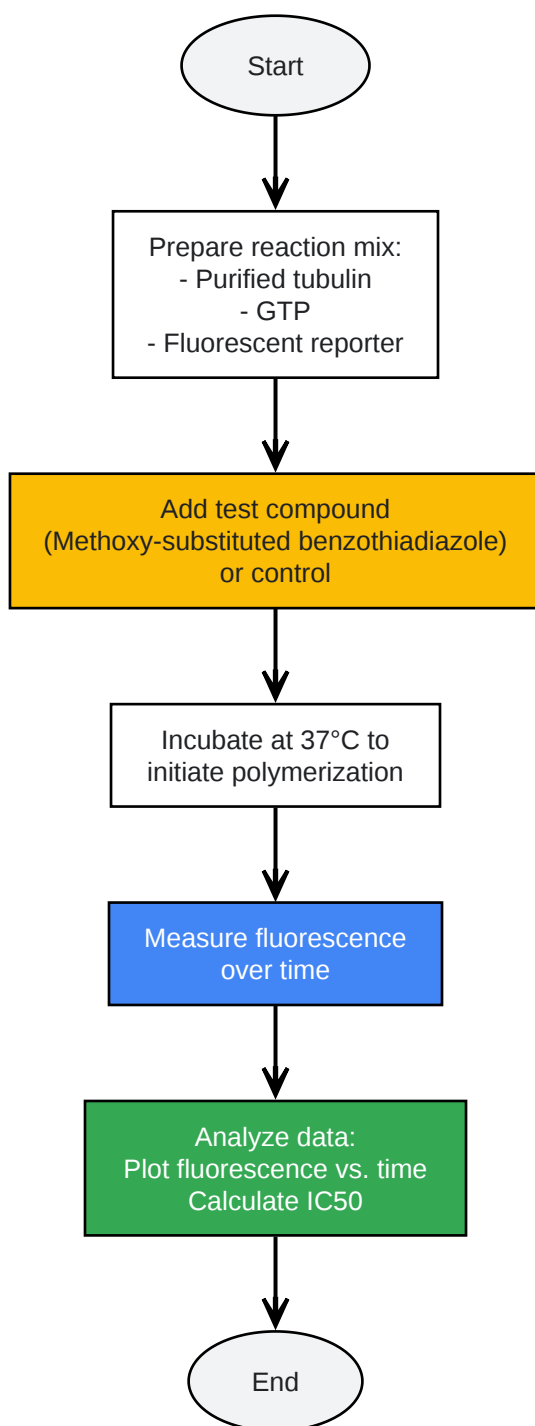 Start
Prepare reaction mix:
- Purified tubulin
- GTP
- Fluorescent reporter
Add test compound
(Methoxy-substituted benzothiadiazole)
or control
Incubate at 37°C to
initiate polymerization
Measure fluorescence
over time
Analyze data:
Plot fluorescence vs. time
Calculate IC50
End